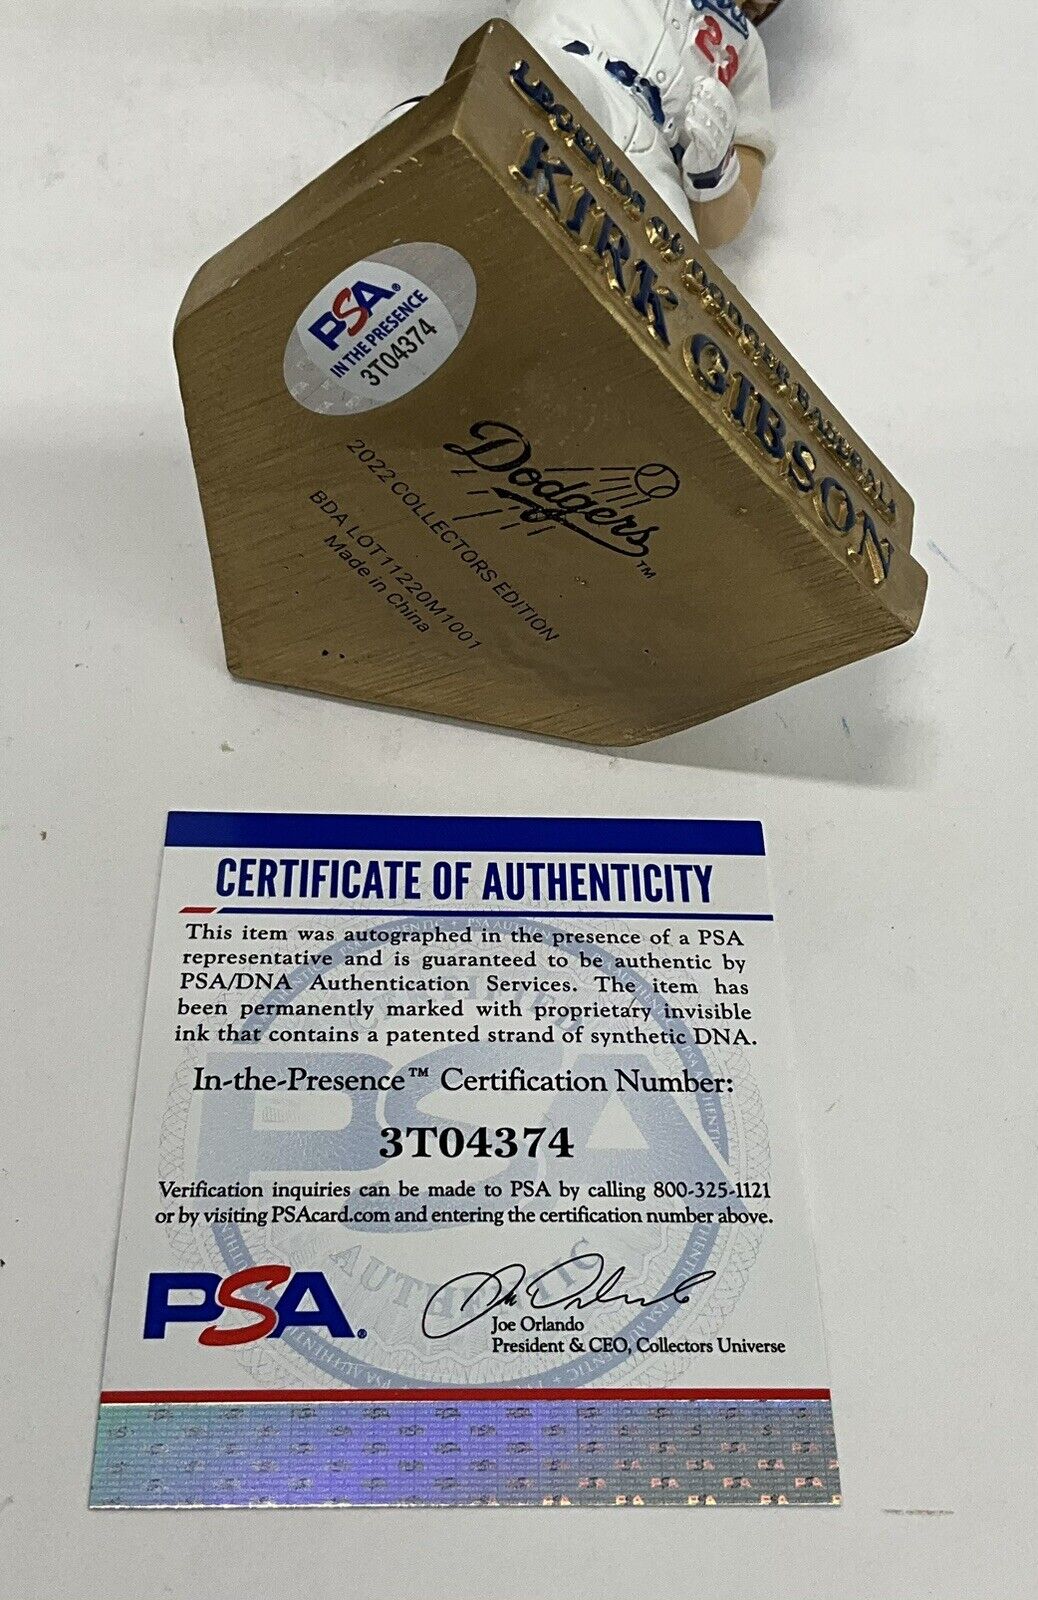 Dodgers
23
LEGENDS of DODGER BASEBALL
KIRK GIBSON
PSA®
IN THE PRESENCE
3T04374
Dodgers™
2022 COLLECTORS EDITION
BDA LOT11220M1001
Made in China
CERTIFICATE OF AUTHENTICITY
This item was autographed in the presence of a PSA
representative and is guaranteed to be authentic by
PSA/DNA Authentication Services. The item has
been permanently marked with proprietary invisible
ink that contains a patented strand of synthetic DNA.
In-the-Presence™ Certification Number:
3T04374
Verification inquiries can be made to PSA by calling 800-325-1121
or by visiting PSAcard.com and entering the certification number above.
PSA®
Joe Orlando
President & CEO, Collectors Universe
CERTIFIED
PSA
AUTHENTIC